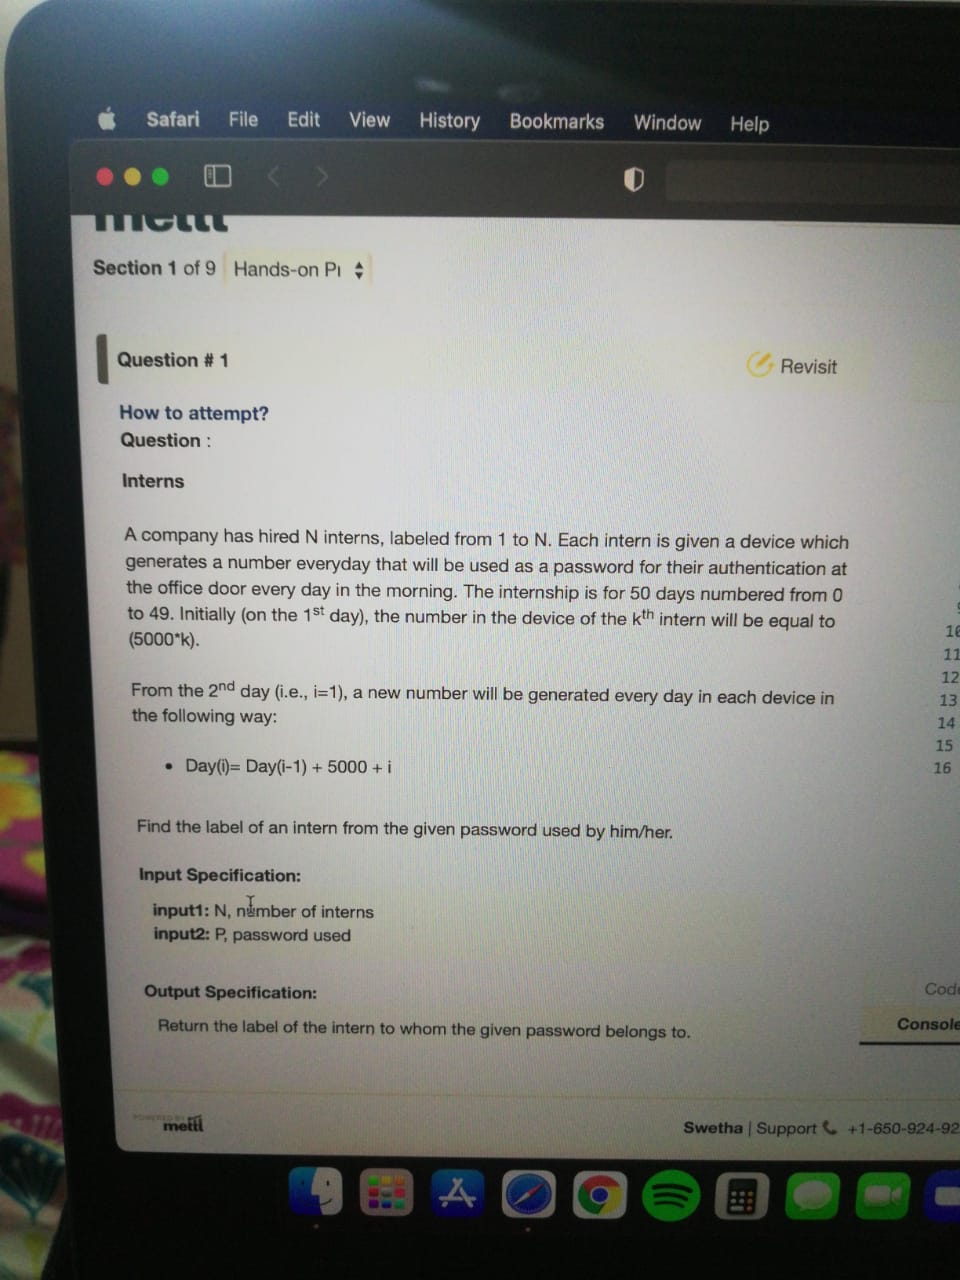 Safari File Edit View History Bookmarks Window Help
mettl
Section 1 of 9 Hands-on Pr
Question # 1
Revisit
How to attempt?
Question :
Interns
A company has hired N interns, labeled from 1 to N. Each intern is given a device which
generates a number everyday that will be used as a password for their authentication at
the office door every day in the morning. The internship is for 50 days numbered from 0
to 49. Initially (on the 1st day), the number in the device of the kth intern will be equal to
(5000*k).
From the 2nd day (i.e., i=1), a new number will be generated every day in each device in
the following way:
• Day(i)= Day(i-1) + 5000 + i
Find the label of an intern from the given password used by him/her.
Input Specification:
input1: N, number of interns
input2: P, password used
Output Specification:
Return the label of the intern to whom the given password belongs to.
9
10
11
12
13
14
15
16
Code
Console
POWERED BY
mettl
Swetha | Support +1-650-924-92